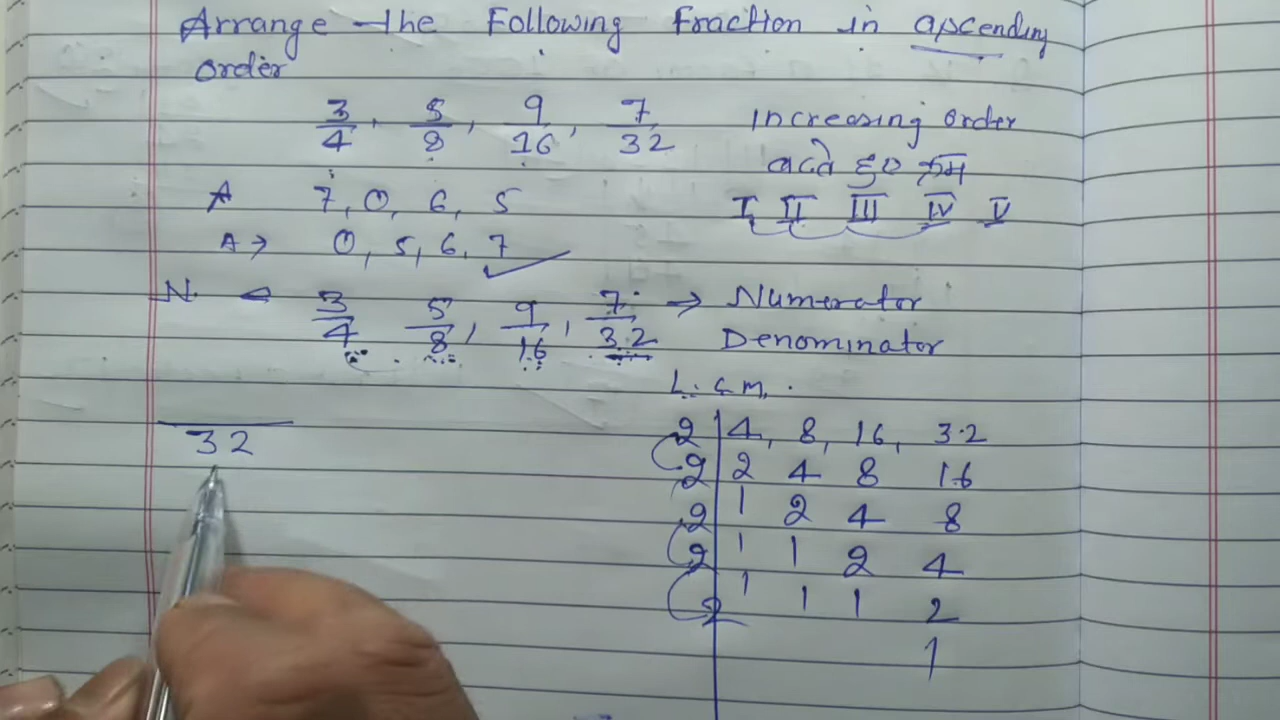 Arrange the Following Fraction in ascending
order
3/4, 5/8, 9/16, 7/32 Increasing order
बढते हुए क्रम
A 7, 0, 6, 5 I II III IV V
A → 0, 5, 6, 7 ✓
N. < 3/4 5/8, 9/16, 7/32 → Numerator
Denominator
L.C.M.
2 | 4, 8, 16, 32
2 | 2 4 8 16
2 | 1 2 4 8
2 | 1 1 2 4
2 | 1 1 1 2
1
32